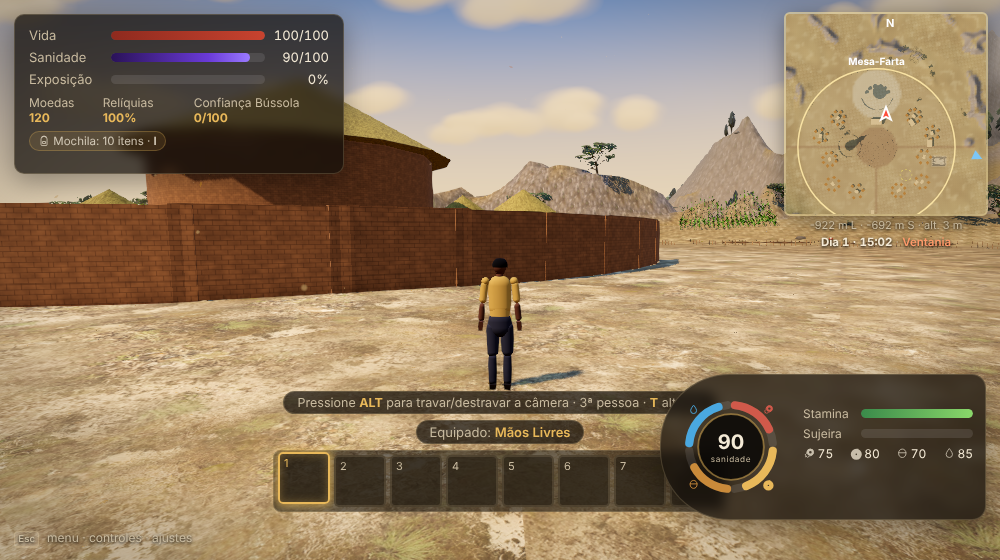 Vida 100/100
Sanidade 90/100
Exposição 0%
Moedas Relíquias Confiança Bússola
120 100% 0/100
Mochila: 10 itens · I
N
Mesa-Farta
-922 m L · -692 m S · alt. 3 m
Dia 1 · 15:02 Ventania
Pressione ALT para travar/destravar a câmera · 3ª pessoa · T alt
Equipado: Mãos Livres
1 2 3 4 5 6 7
90
sanidade
Stamina
Sujeira
75 80 70 85
Esc menu · controles · ajustes